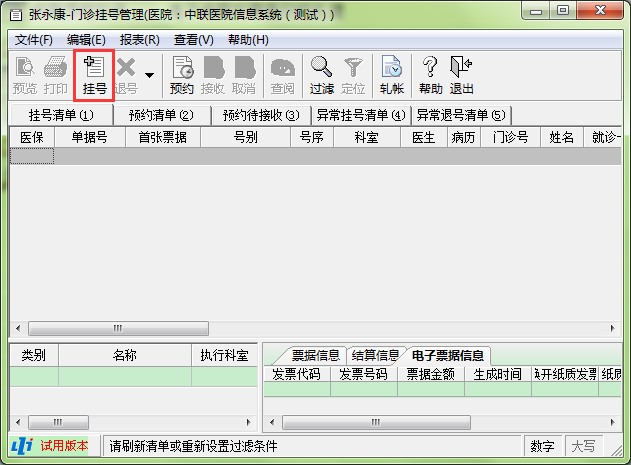 张永康-门诊挂号管理(医院：中联医院信息系统（测试）)
文件(F) 编辑(E) 报表(R) 查看(V) 帮助(H)
预览 打印 挂号 退号 预约 接收 取消 查阅 过滤 定位 轧帐 帮助 退出
挂号清单(1) 预约清单(2) 预约待接收(3) 异常挂号清单(4) 异常退号清单(5)
医保 单据号 首张票据 号别 号序 科室 医生 病历 门诊号 姓名 就诊
类别 名称 执行科室
票据信息 结算信息 电子票据信息
发票代码 发票号码 票据金额 生成时间 换开纸质发票 纸质
试用版本 请刷新清单或重新设置过滤条件 数字 大写